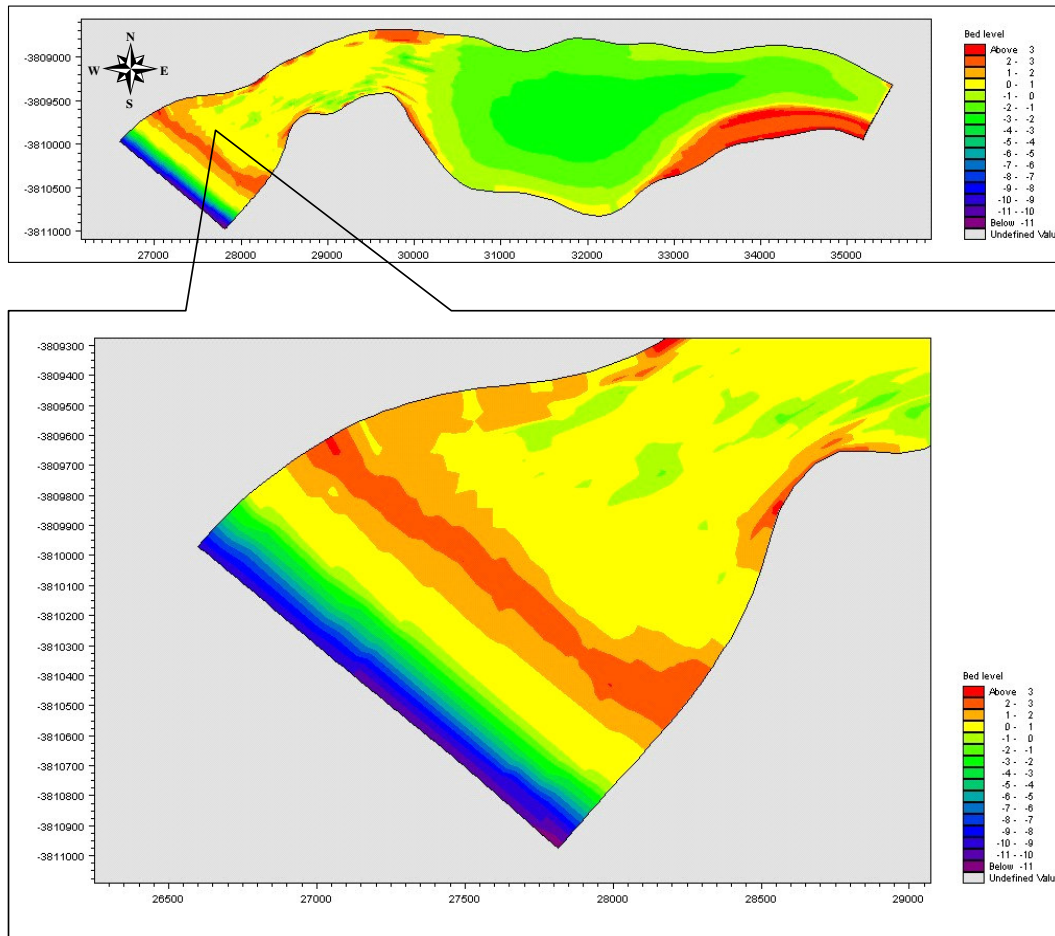 N
W E
S
-3809000
-3809500
-3810000
-3810500
-3811000
27000 28000 29000 30000 31000 32000 33000 34000 35000
Bed level
Above 3
2 - 3
1 - 2
0 - 1
-1 - 0
-2 - -1
-3 - -2
-4 - -3
-5 - -4
-6 - -5
-7 - -6
-8 - -7
-9 - -8
-10 - -9
-11 - -10
Below -11
Undefined Valu
-3809300
-3809400
-3809500
-3809600
-3809700
-3809800
-3809900
-3810000
-3810100
-3810200
-3810300
-3810400
-3810500
-3810600
-3810700
-3810800
-3810900
-3811000
26500 27000 27500 28000 28500 29000
Bed level
Above 3
2 - 3
1 - 2
0 - 1
-1 - 0
-2 - -1
-3 - -2
-4 - -3
-5 - -4
-6 - -5
-7 - -6
-8 - -7
-9 - -8
-10 - -9
-11 - -10
Below -11
Undefined Valu